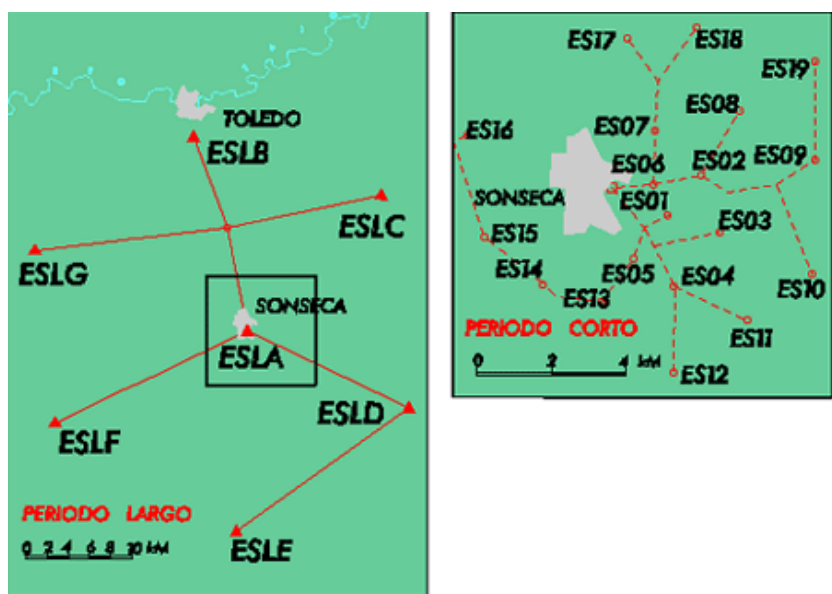 TOLEDO
ESLB
ESLC
ESLG
SONSECA
ESLA
ESLD
ESLF
PERIODO LARGO
0 2 4 6 8 10 kM
ESLE
ES17
ES18
ES19
ES08
ES16
ES07
ES09
ES06
ES02
SONSECA
ES01
ES03
ES15
ES14
ES05
ES04
ES10
ES13
PERIODO CORTO
ES11
0 4 kM
ES12